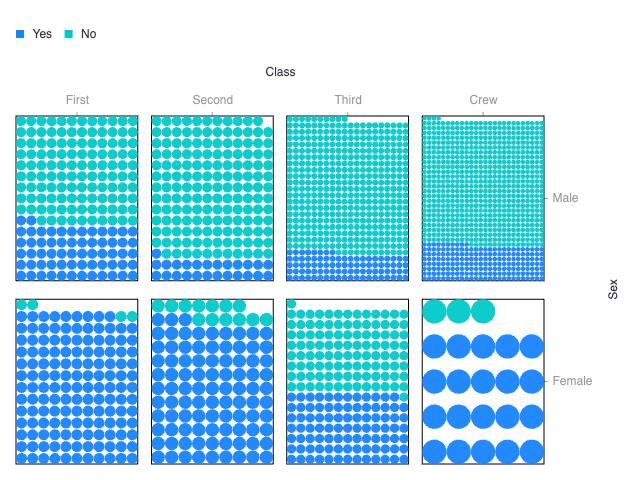 Yes No
Class
First Second Third Crew
Male
Sex
Female